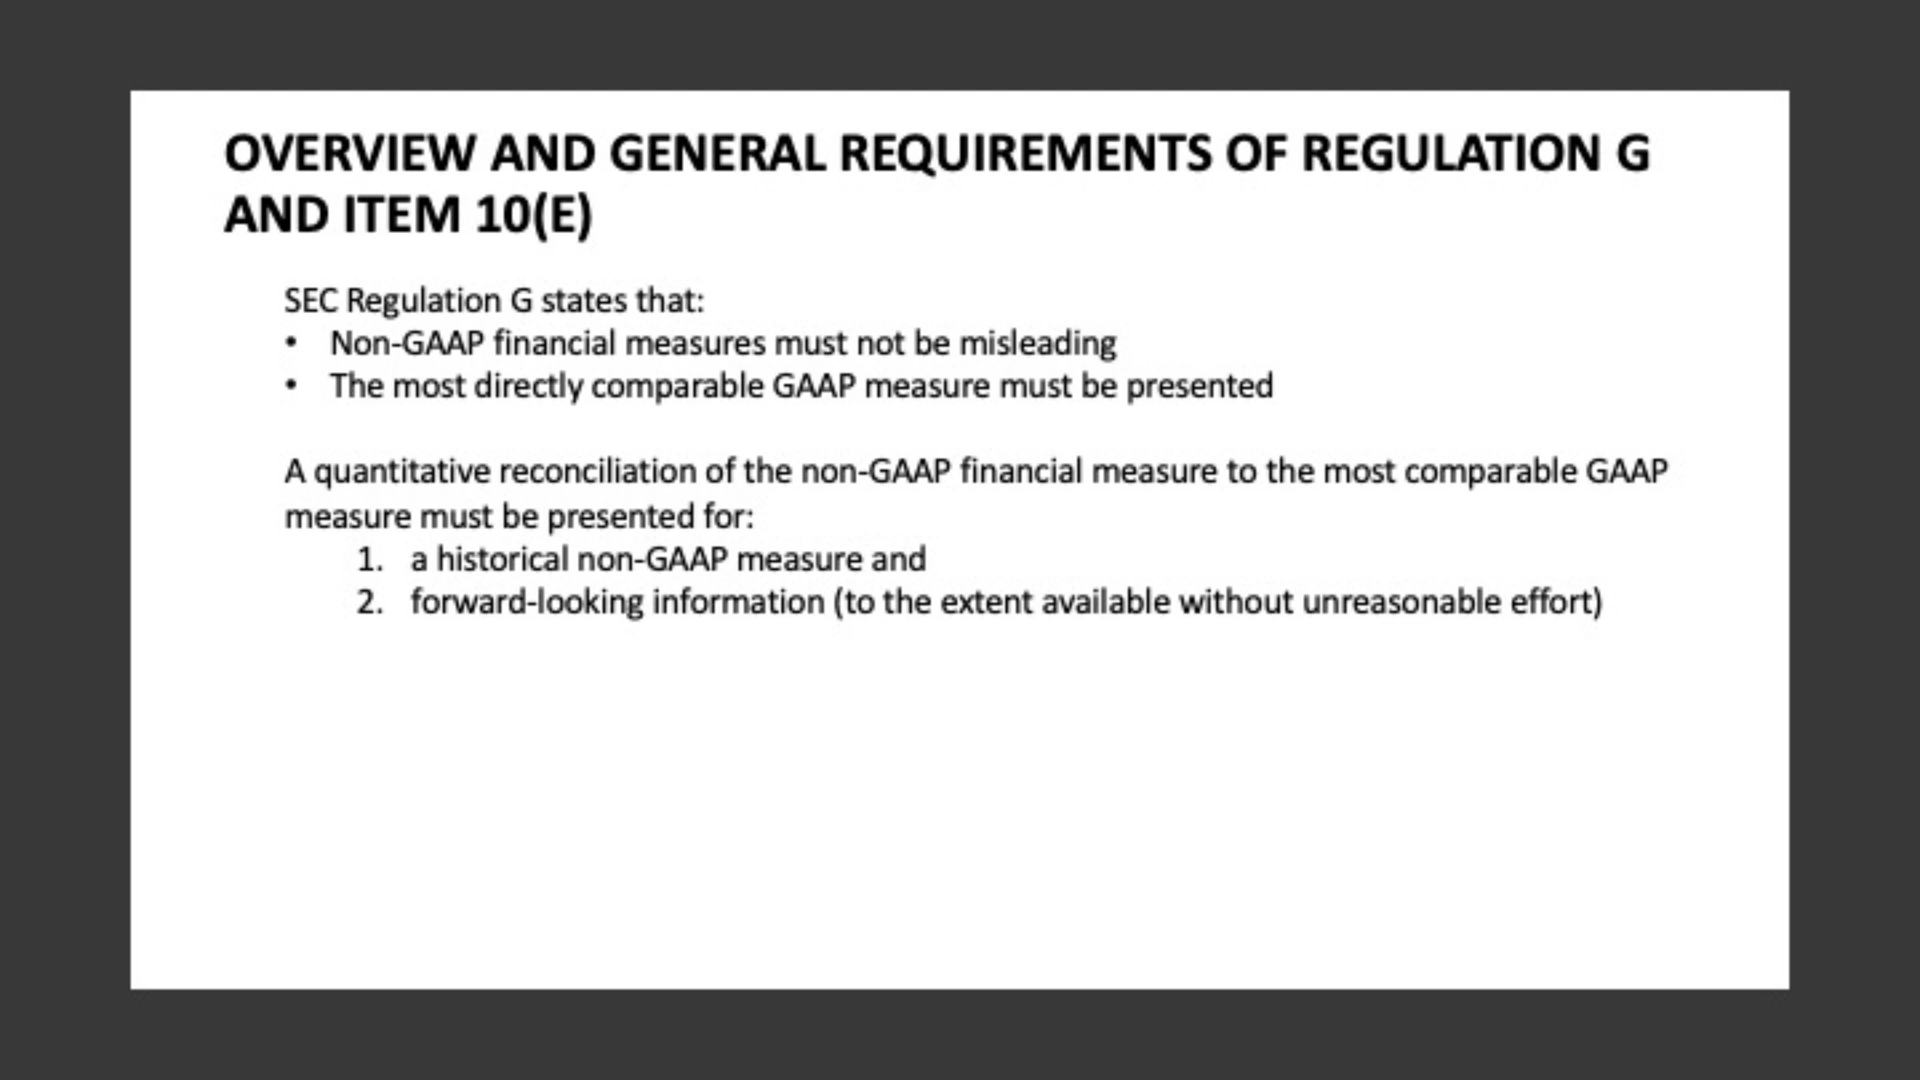 OVERVIEW AND GENERAL REQUIREMENTS OF REGULATION G
AND ITEM 10(E)
SEC Regulation G states that:
• Non-GAAP financial measures must not be misleading
• The most directly comparable GAAP measure must be presented
A quantitative reconciliation of the non-GAAP financial measure to the most comparable GAAP
measure must be presented for:
1. a historical non-GAAP measure and
2. forward-looking information (to the extent available without unreasonable effort)